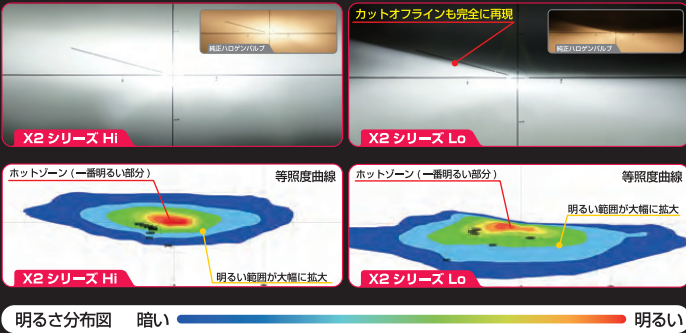 純正ハロゲンバルブ
X2 シリーズ Hi
カットオフラインも完全に再現
純正ハロゲンバルブ
X2 シリーズ Lo
ホットゾーン (一番明るい部分)
等照度曲線
明るい範囲が大幅に拡大
X2 シリーズ Hi
ホットゾーン (一番明るい部分)
等照度曲線
明るい範囲が大幅に拡大
X2 シリーズ Lo
明るさ分布図 暗い 明るい